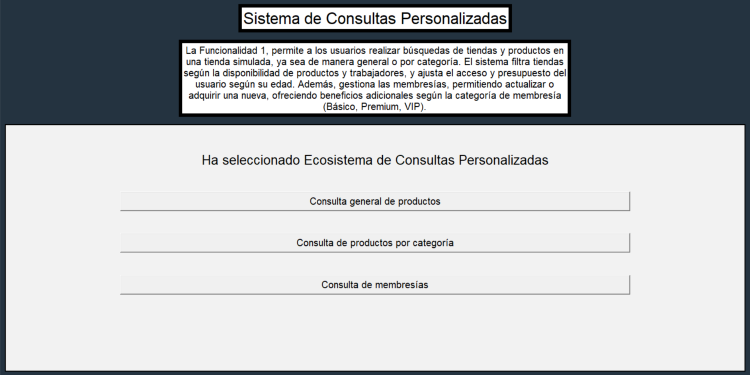 Sistema de Consultas Personalizadas
La Funcionalidad 1, permite a los usuarios realizar búsquedas de tiendas y productos en
una tienda simulada, ya sea de manera general o por categoría. El sistema filtra tiendas
según la disponibilidad de productos y trabajadores, y ajusta el acceso y presupuesto del
usuario según su edad. Además, gestiona las membresías, permitiendo actualizar o
adquirir una nueva, ofreciendo beneficios adicionales según la categoría de membresía
(Básico, Premium, VIP).
Ha seleccionado Ecosistema de Consultas Personalizadas
Consulta general de productos
Consulta de productos por categoría
Consulta de membresías